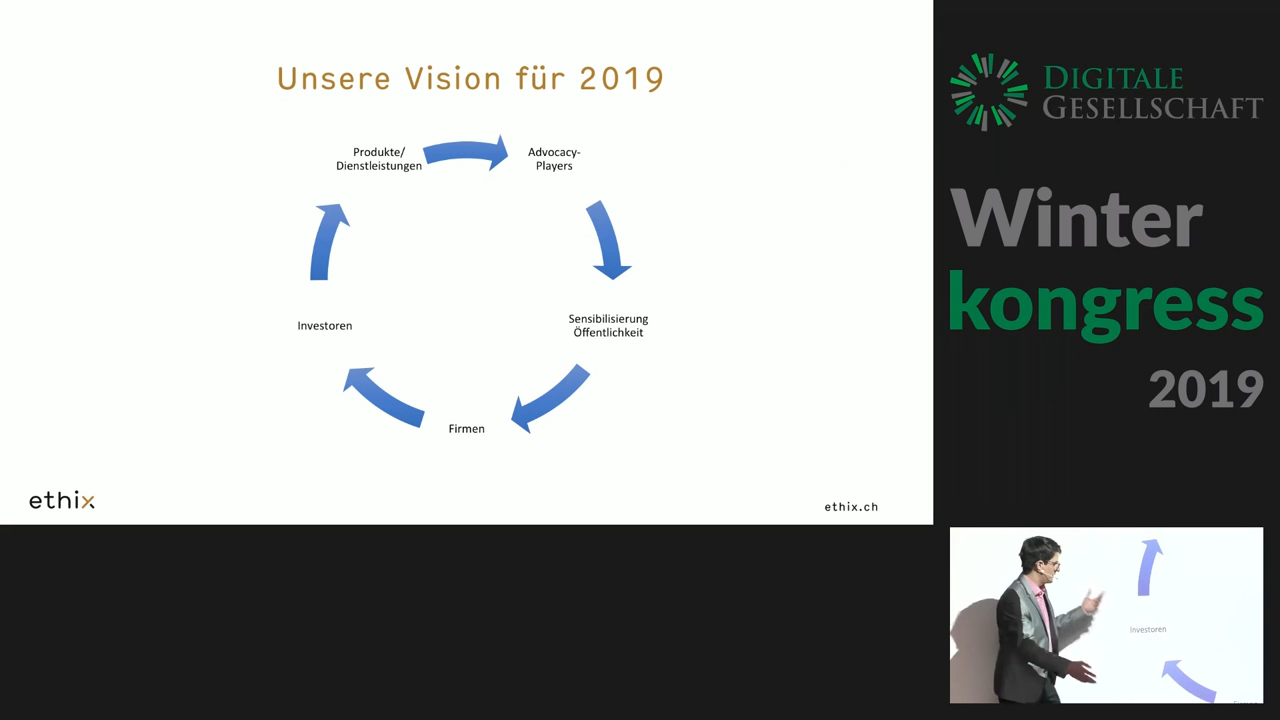 Unsere Vision für 2019
Produkte/
Dienstleistungen
Advocacy-
Players
Sensibilisierung
Öffentlichkeit
Firmen
Investoren
ethix
ethix.ch
DIGITALE
GESELLSCHAFT
Winter
kongress
2019
Investoren